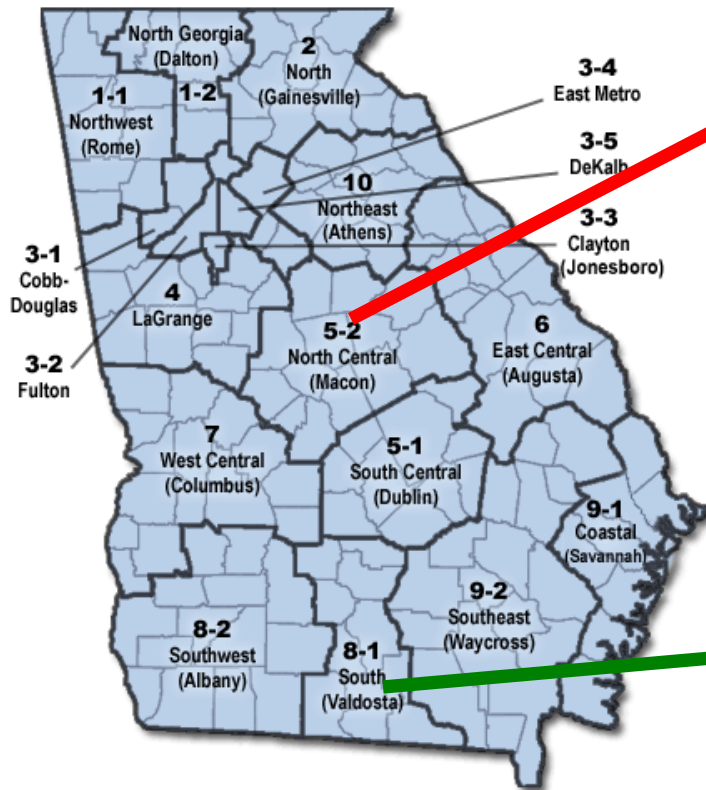 North Georgia
(Dalton)
2
North
(Gainesville)
3-4
East Metro
1-1
Northwest
(Rome)
1-2
3-5
DeKalb
10
Northeast
(Athens)
3-3
Clayton
(Jonesboro)
3-1
Cobb-
Douglas
4
LaGrange
3-2
Fulton
5-2
North Central
(Macon)
6
East Central
(Augusta)
7
West Central
(Columbus)
5-1
South Central
(Dublin)
9-1
Coastal
(Savannah)
9-2
Southeast
(Waycross)
8-2
Southwest
(Albany)
8-1
South
(Valdosta)